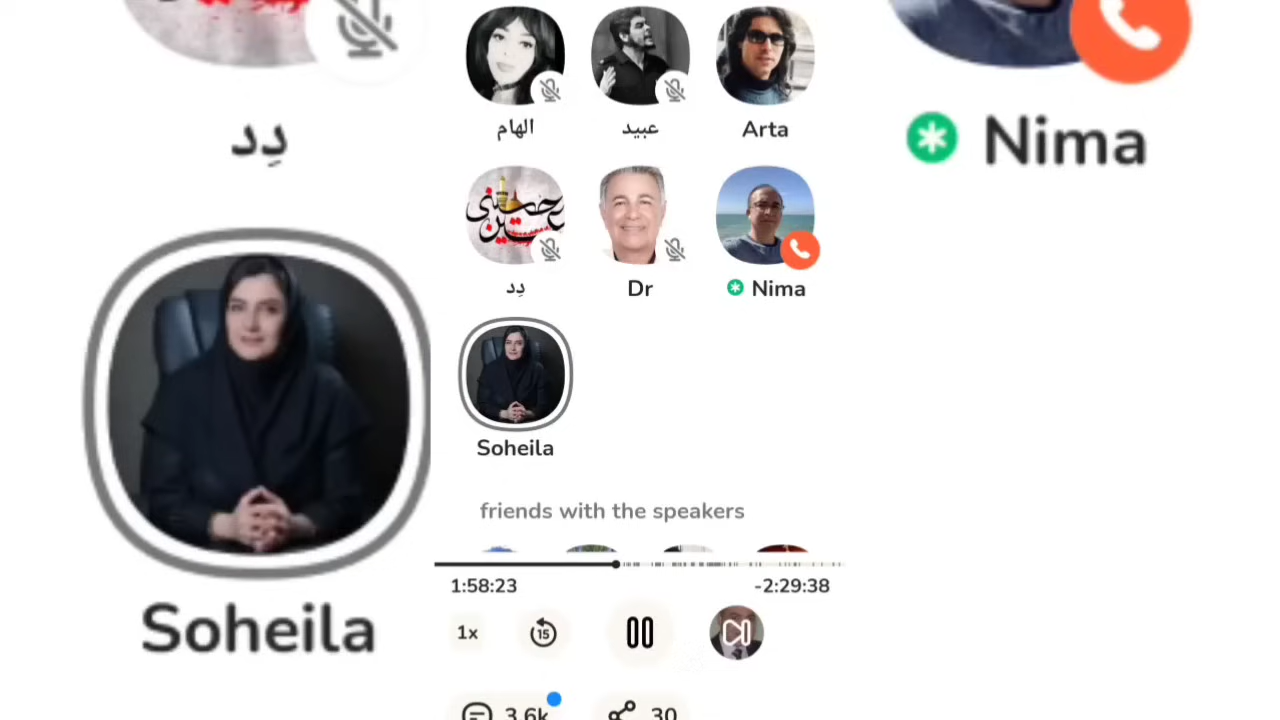 دِد
Soheila
الهام
عبید
Arta
دِد
Dr
Nima
Soheila
friends with the speakers
1:58:23
-2:29:38
1x
15
3.6k
30
Nima